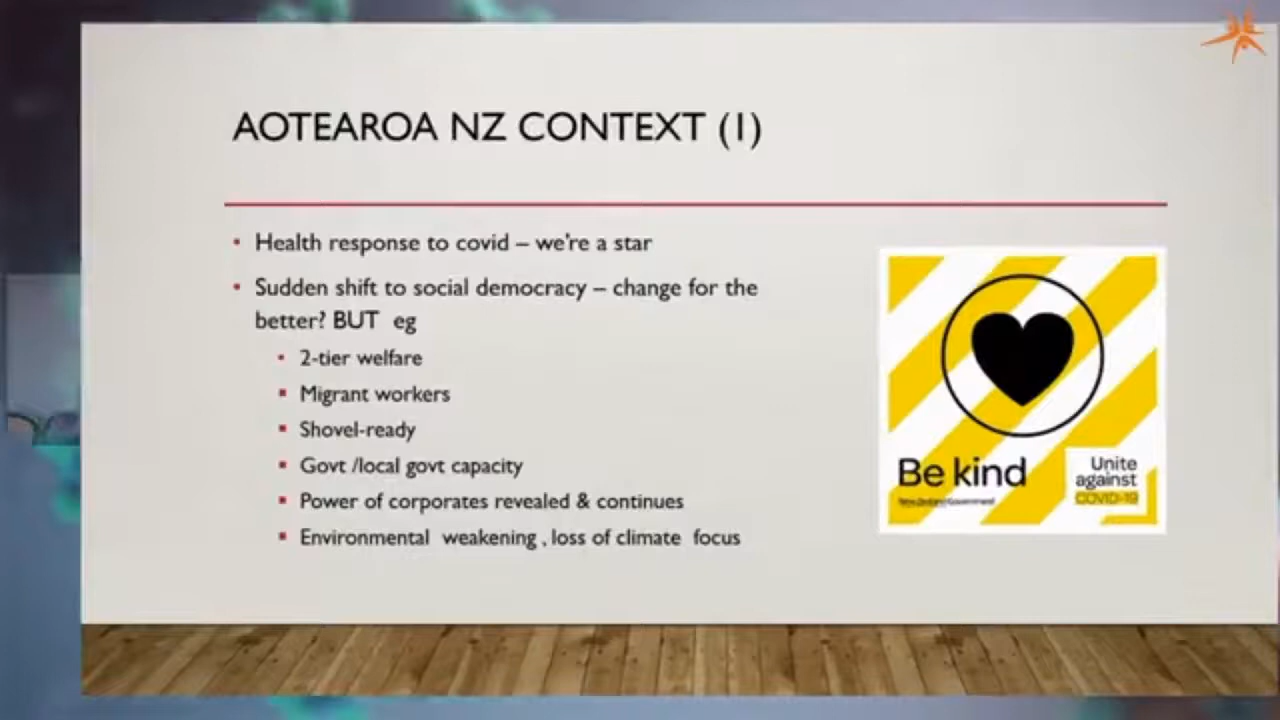 AOTEAROA NZ CONTEXT (1)
Health response to covid – we're a star
Sudden shift to social democracy – change for the
better? BUT eg
2-tier welfare
Migrant workers
Shovel-ready
Govt /local govt capacity
Power of corporates revealed & continues
Environmental weakening , loss of climate focus
Be kind
New Zealand Government
Unite
against
COVID-19